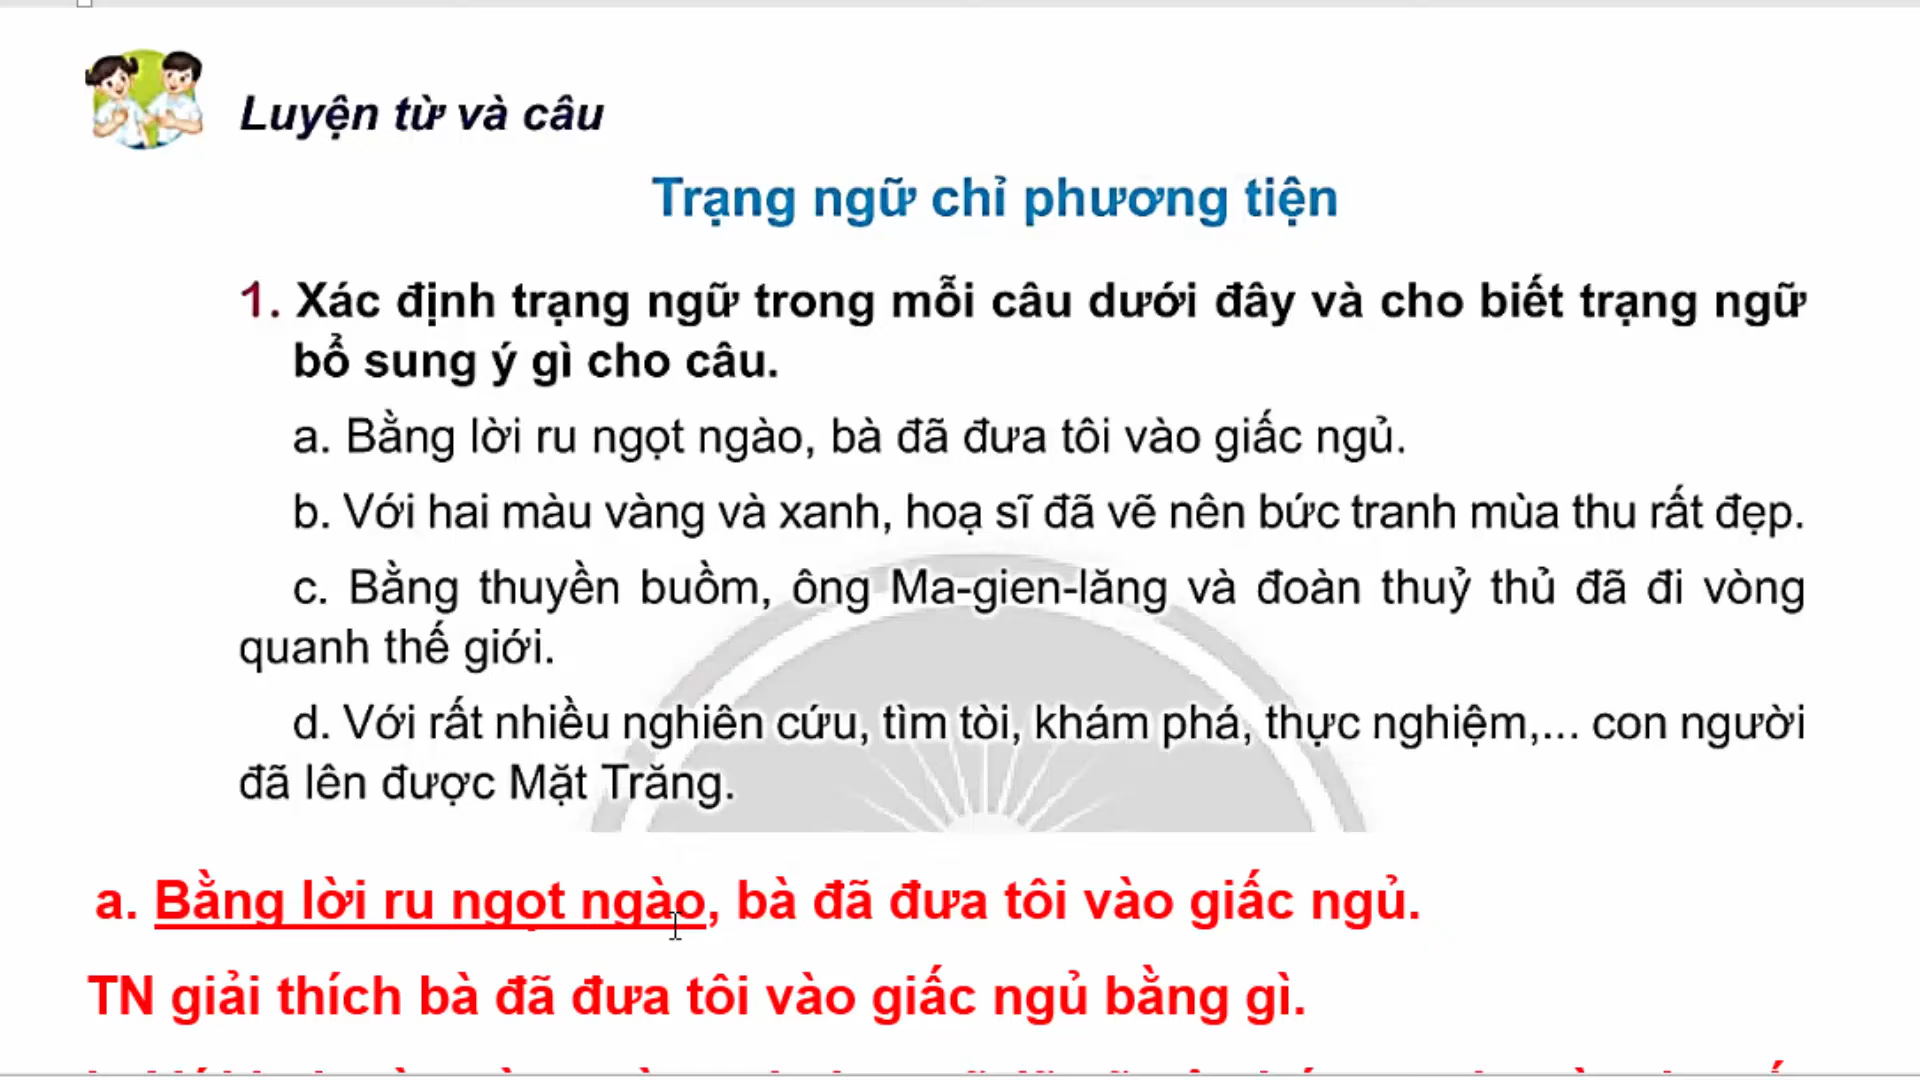 Luyện từ và câu
Trạng ngữ chỉ phương tiện
1. Xác định trạng ngữ trong mỗi câu dưới đây và cho biết trạng ngữ
bổ sung ý gì cho câu.
a. Bằng lời ru ngọt ngào, bà đã đưa tôi vào giấc ngủ.
b. Với hai màu vàng và xanh, hoạ sĩ đã vẽ nên bức tranh mùa thu rất đẹp.
c. Bằng thuyền buồm, ông Ma-gien-lăng và đoàn thuỷ thủ đã đi vòng
quanh thế giới.
d. Với rất nhiều nghiên cứu, tìm tòi, khám phá, thực nghiệm,... con người
đã lên được Mặt Trăng.
a. Bằng lời ru ngọt ngào, bà đã đưa tôi vào giấc ngủ.
TN giải thích bà đã đưa tôi vào giấc ngủ bằng gì.